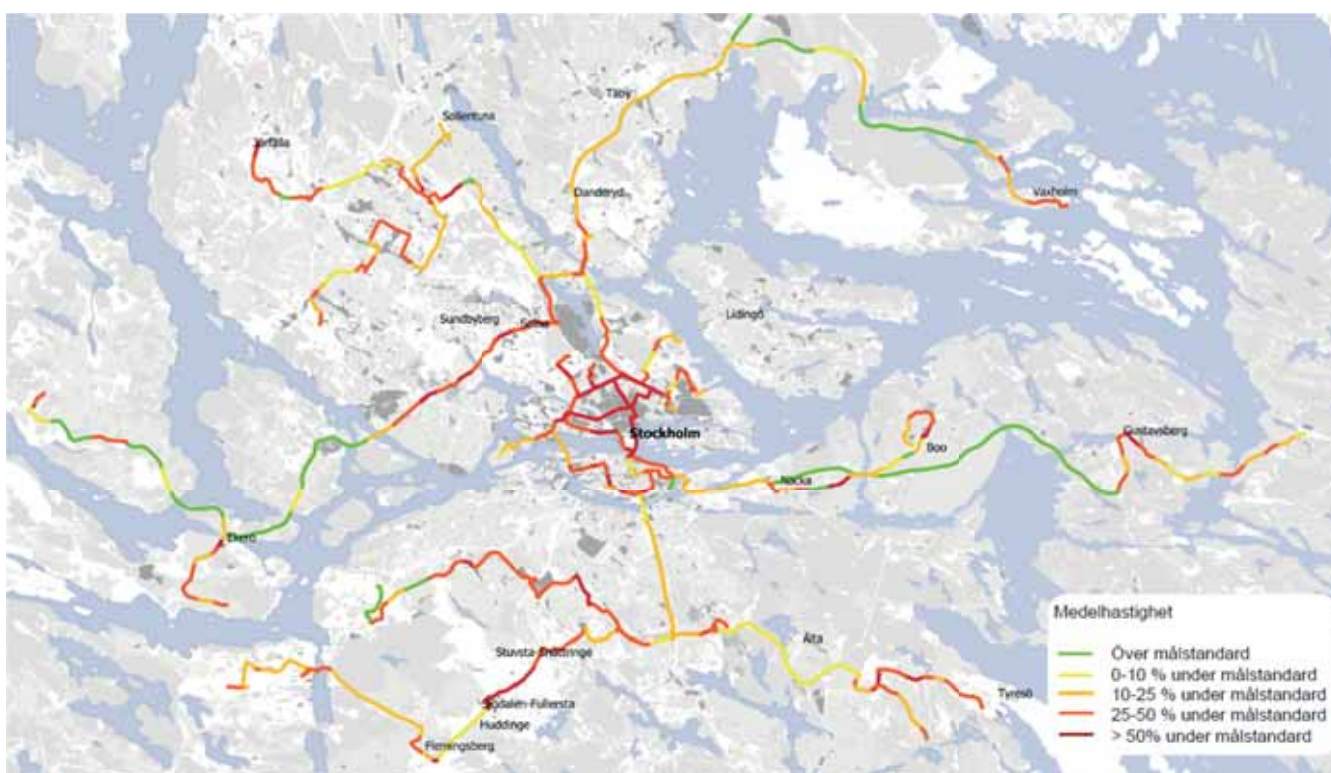 Täby
Sollentuna
Järfälla
Danderyd
Vaxholm
Sundbyberg
Solna
Lidingö
Stockholm
Gustavsberg
Boo
Nacka
Ekerö
Stuvsta-Snättringe
Älta
Tyresö
Sjödalen-Fullersta
Huddinge
Flemingsberg
Medelhastighet
Över målstandard
0-10 % under målstandard
10-25 % under målstandard
25-50 % under målstandard
> 50% under målstandard